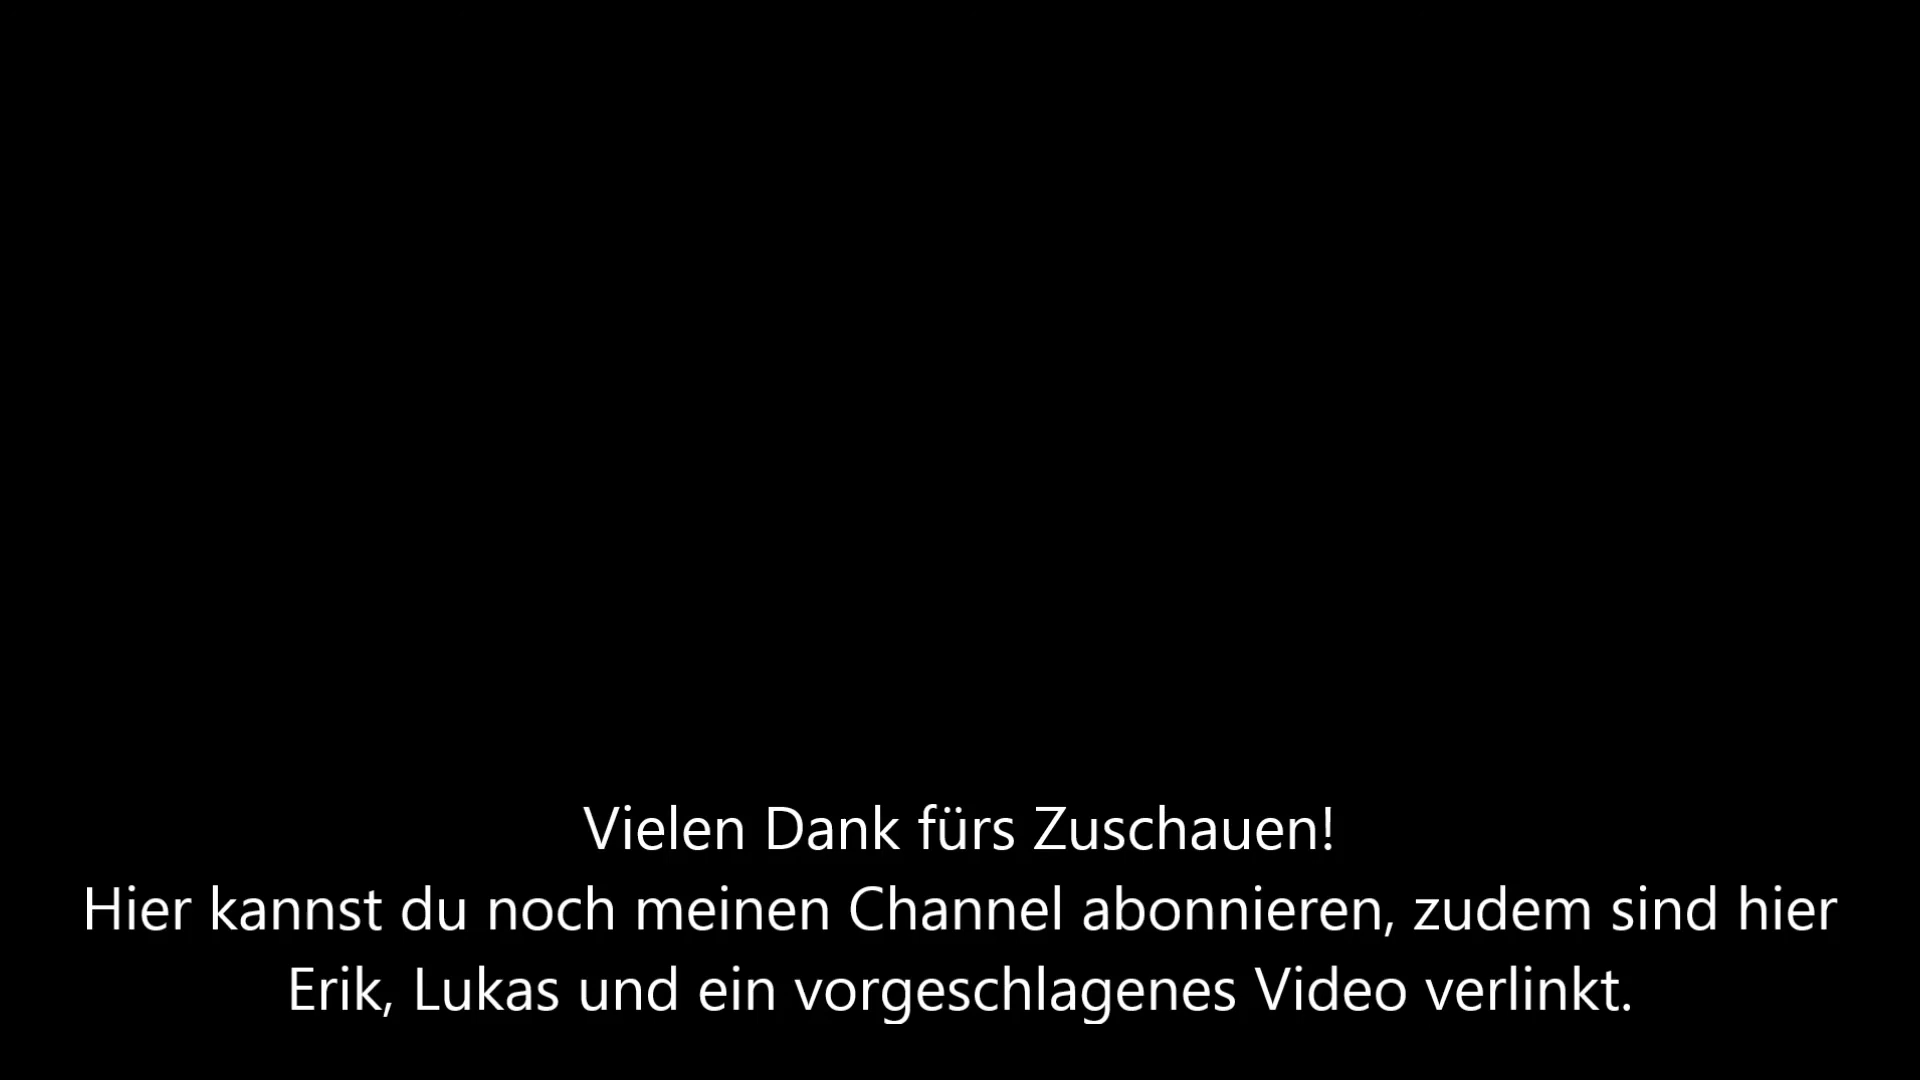 Vielen Dank fürs Zuschauen!
Hier kannst du noch meinen Channel abonnieren, zudem sind hier
Erik, Lukas und ein vorgeschlagenes Video verlinkt.